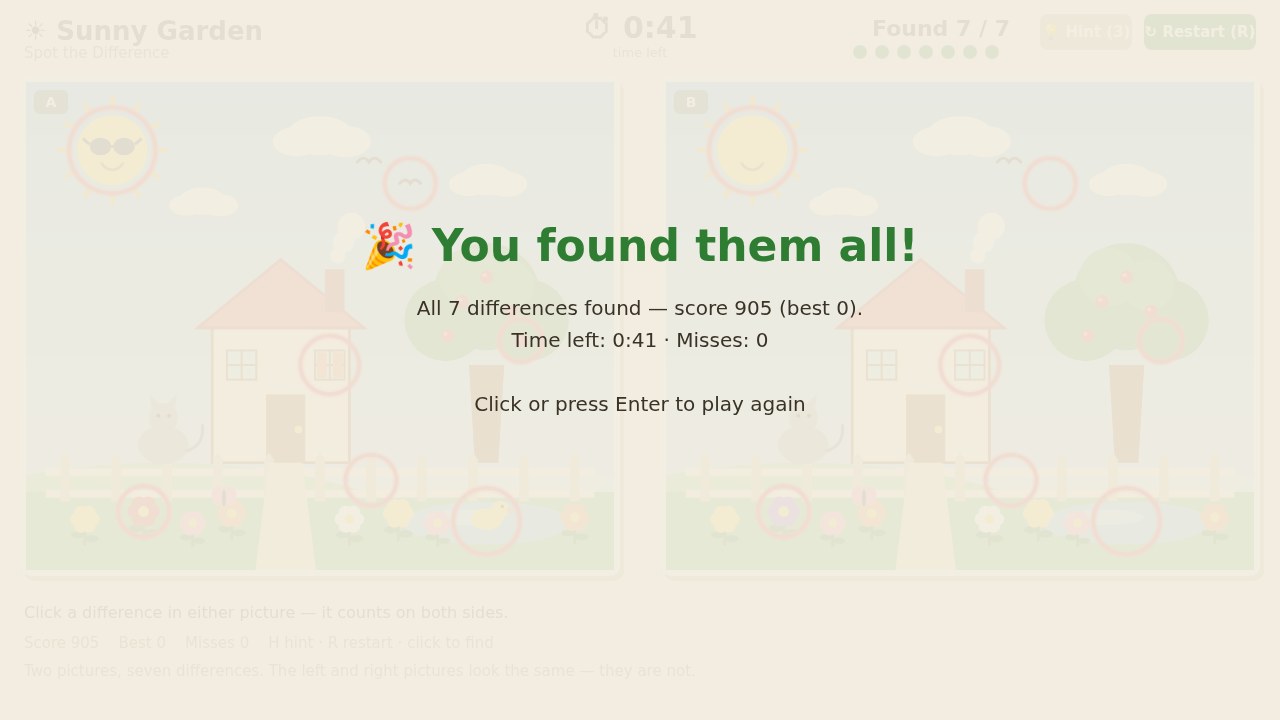 ☀ Sunny Garden
Spot the Difference
⏱ 0:41
time left
Found 7 / 7
💡 Hint (3)
↻ Restart (R)
A
B
🎉 You found them all!
All 7 differences found — score 905 (best 0).
Time left: 0:41 · Misses: 0
Click or press Enter to play again
Click a difference in either picture — it counts on both sides.
Score 905 Best 0 Misses 0 H hint · R restart · click to find
Two pictures, seven differences. The left and right pictures look the same — they are not.